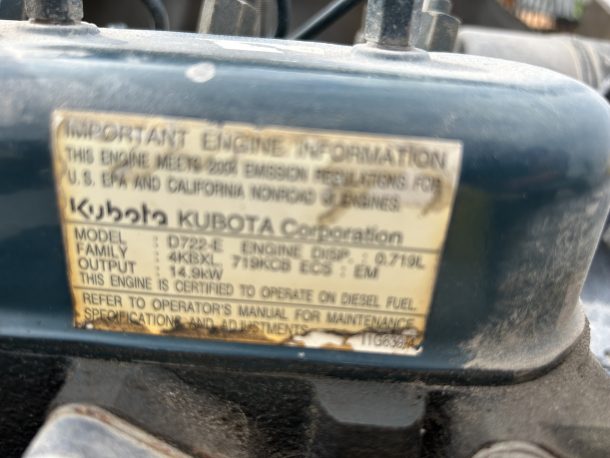 IMPORTANT ENGINE INFORMATION
THIS ENGINE MEETS 2004 EMISSION REGULATIONS FOR
U.S. EPA AND CALIFORNIA NONROAD CI ENGINES.
Kubota KUBOTA Corporation
MODEL : D722-E ENGINE DISP. : 0.719L
FAMILY : 4KBXL. 719KCB ECS : EM
OUTPUT : 14.9kW
THIS ENGINE IS CERTIFIED TO OPERATE ON DIESEL FUEL.
REFER TO OPERATOR'S MANUAL FOR MAINTENANCE
SPECIFICATIONS AND ADJUSTMENTS